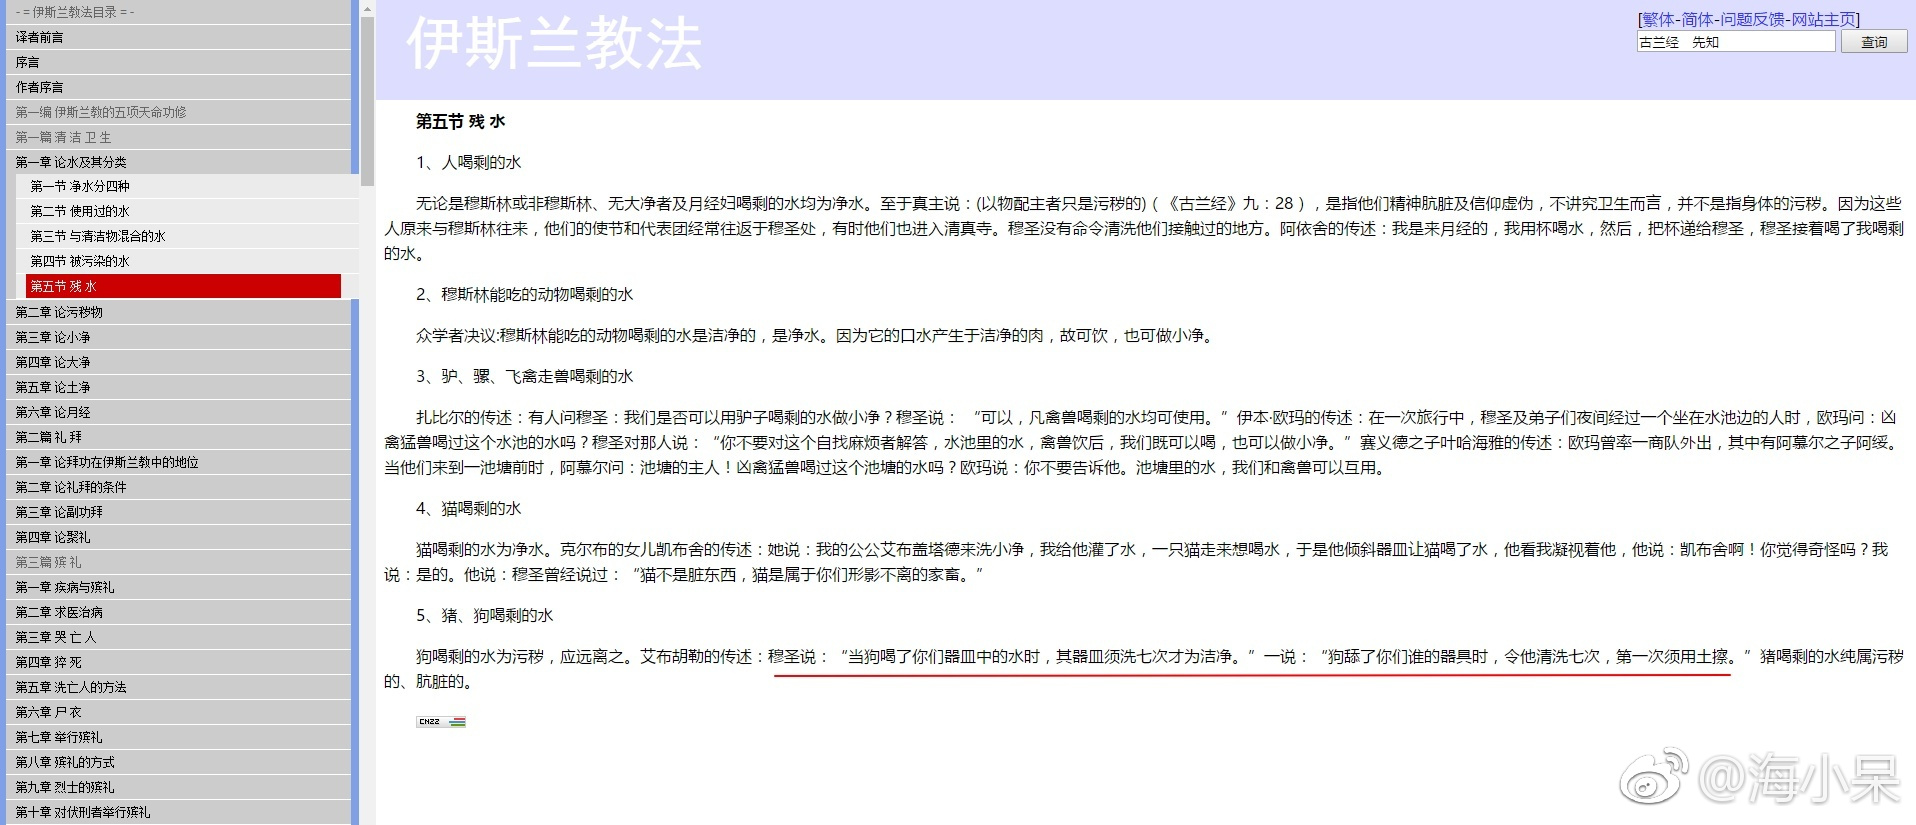 - = 伊斯兰教法目录 = -
译者前言
序言
作者序言
第一编 伊斯兰教的五项天命功修
第一篇 清 洁 卫 生
第一章 论水及其分类
第一节 净水分四种
第二节 使用过的水
第三节 与清洁物混合的水
第四节 被污染的水
第五节 残 水
第二章 论污秽物
第三章 论小净
第四章 论大净
第五章 论土净
第六章 论月经
第二篇 礼 拜
第一章 论拜功在伊斯兰教中的地位
第二章 论礼拜的条件
第三章 论副功拜
第四章 论聚礼
第三篇 殡 礼
第一章 疾病与殡礼
第二章 求医治病
第三章 哭 亡 人
第四章 猝 死
第五章 洗亡人的方法
第六章 尸 衣
第七章 举行殡礼
第八章 殡礼的方式
第九章 烈士的殡礼
第十章 对伏刑者举行殡礼
伊斯兰教法
[繁体-简体-问题反馈-网站主页]
古兰经 先知
查询
第五节 残 水
1、人喝剩的水
无论是穆斯林或非穆斯林、无大净者及月经妇喝剩的水均为净水。至于真主说：(以物配主者只是污秽的)（《古兰经》九：28），是指他们精神肮脏及信仰虚伪，不讲究卫生而言，并不是指身体的污秽。因为这些
人原来与穆斯林往来，他们的使节和代表团经常往返于穆圣处，有时他们也进入清真寺。穆圣没有命令清洗他们接触过的地方。阿依舍的传述：我是来月经的，我用杯喝水，然后，把杯递给穆圣，穆圣接着喝了我喝剩
的水。
2、穆斯林能吃的动物喝剩的水
众学者决议:穆斯林能吃的动物喝剩的水是洁净的，是净水。因为它的口水产生于洁净的肉，故可饮，也可做小净。
3、驴、骡、飞禽走兽喝剩的水
扎比尔的传述：有人问穆圣：我们是否可以用驴子喝剩的水做小净？穆圣说： “可以，凡禽兽喝剩的水均可使用。”伊本·欧玛的传述：在一次旅行中，穆圣及弟子们夜间经过一个坐在水池边的人时，欧玛问：凶
禽猛兽喝过这个水池的水吗？穆圣对那人说：“你不要对这个自找麻烦者解答，水池里的水，禽兽饮后，我们既可以喝，也可以做小净。”赛义德之子叶哈海雅的传述：欧玛曾率一商队外出，其中有阿慕尔之子阿绥。
当他们来到一池塘前时，阿慕尔问：池塘的主人！凶禽猛兽喝过这个池塘的水吗？欧玛说：你不要告诉他。池塘里的水，我们和禽兽可以互用。
4、猫喝剩的水
猫喝剩的水为净水。克尔布的女儿凯布舍的传述：她说：我的公公艾布盖塔德来洗小净，我给他灌了水，一只猫走来想喝水，于是他倾斜器皿让猫喝了水，他看我凝视着他，他说：凯布舍啊！你觉得奇怪吗？我
说：是的。他说：穆圣曾经说过：“猫不是脏东西，猫是属于你们形影不离的家畜。”
5、猪、狗喝剩的水
狗喝剩的水为污秽，应远离之。艾布胡勒的传述：穆圣说：“当狗喝了你们器皿中的水时，其器皿须洗七次才为洁净。”一说：“狗舔了你们谁的器具时，令他清洗七次，第一次须用土擦。”猪喝剩的水纯属污秽
的、肮脏的。
CNZZ
@海小呆